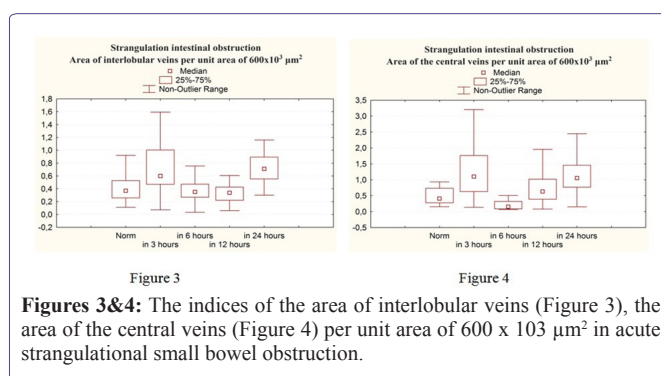 Strangulation intestinal obstruction
Area of interlobular veins per unit area of 600x10³ µm²
Median
25%-75%
Non-Outlier Range
1,8
1,6
1,4
1,2
1,0
0,8
0,6
0,4
0,2
0,0
-0,2
Norm in 6 hours in 24 hours
in 3 hours in 12 hours
Figure 3
Strangulation intestinal obstruction
Area of the central veins per unit area of 600x10³ µm²
Median
25%-75%
Non-Outlier Range
3,5
3,0
2,5
2,0
1,5
1,0
0,5
0,0
-0,5
Norm in 6 hours in 24 hours
in 3 hours in 12 hours
Figure 4
Figures 3&4: The indices of the area of interlobular veins (Figure 3), the
area of the central veins (Figure 4) per unit area of 600 x 103 µm² in acute
strangulational small bowel obstruction.